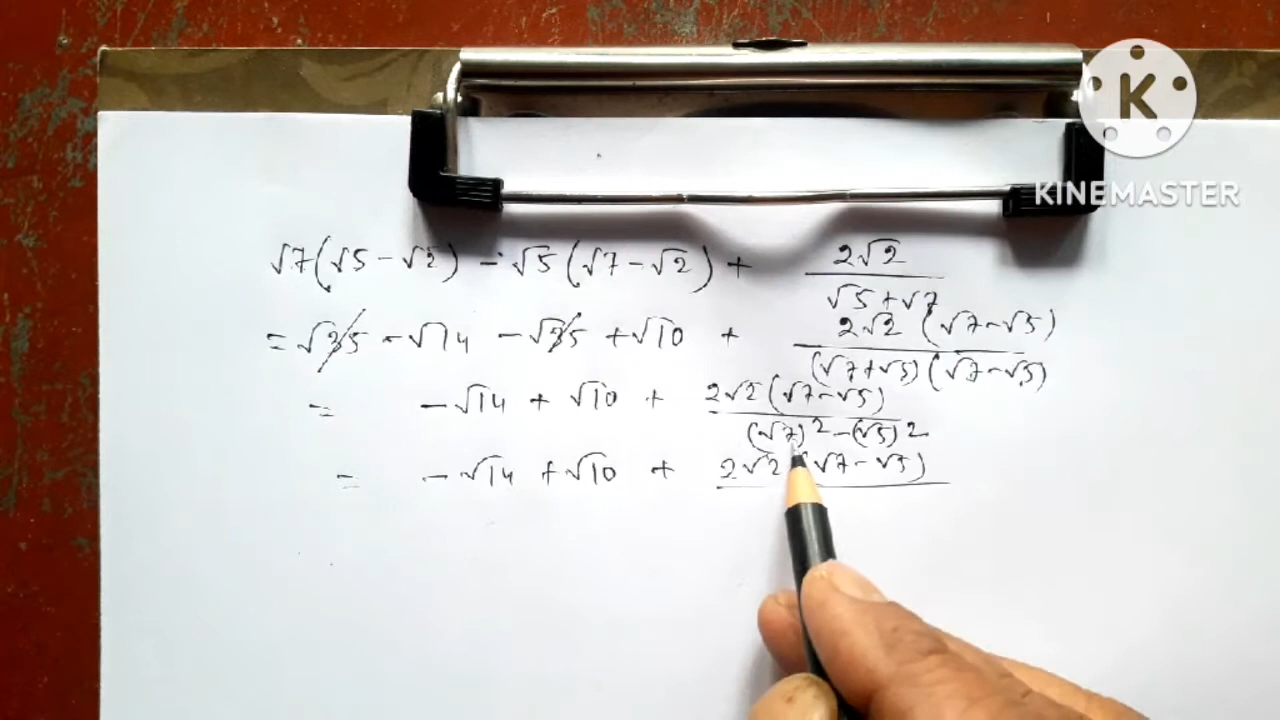 K
KINEMASTER
√7(√5-√2) - √5(√7-√2) + 2√2/(√5+√7)
= √35 - √14 - √35 + √10 + 2√2(√7-√5)/(√7+√5)(√7-√5)
= -√14 + √10 + 2√2(√7-√5)/(√7)²-(√5)²
= -√14 + √10 + 2√2(√7-√5)